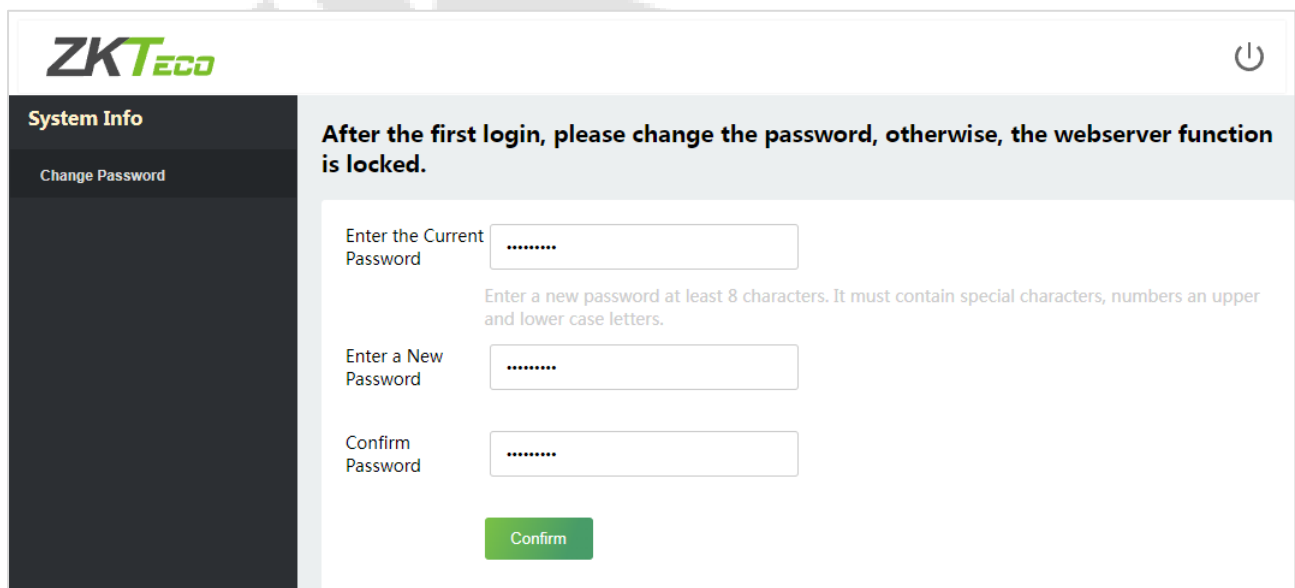 ZKTECO
System Info
Change Password
After the first login, please change the password, otherwise, the webserver function
is locked.
Enter the Current
Password
•••••••••
Enter a new password at least 8 characters. It must contain special characters, numbers an upper
and lower case letters.
Enter a New
Password
•••••••••
Confirm
Password
•••••••••
Confirm